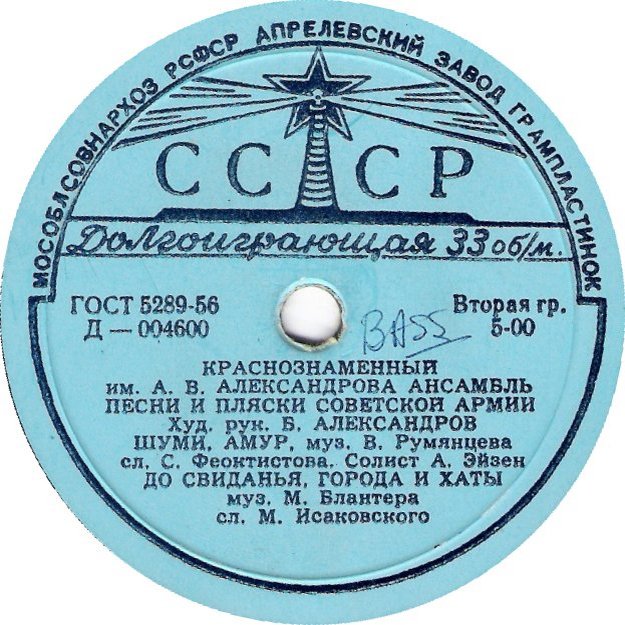 МОСОБЛСОВНАРХОЗ РСФСР АПРЕЛЕВСКИЙ ЗАВОД ГРАМПЛАСТИНОК
СССР
Долгоиграющая 33 об/м.
ГОСТ 5289-56
Д — 004600
Вторая гр.
5-00
BASS
КРАСНОЗНАМЕННЫЙ
им. А. В. АЛЕКСАНДРОВА АНСАМБЛЬ
ПЕСНИ И ПЛЯСКИ СОВЕТСКОЙ АРМИИ
Худ. рук. Б. АЛЕКСАНДРОВ
ШУМИ, АМУР, муз. В. Румянцева
сл. С. Феоктистова. Солист А. Эйзен
ДО СВИДАНЬЯ, ГОРОДА И ХАТЫ
муз. М. Блантера
сл. М. Исаковского